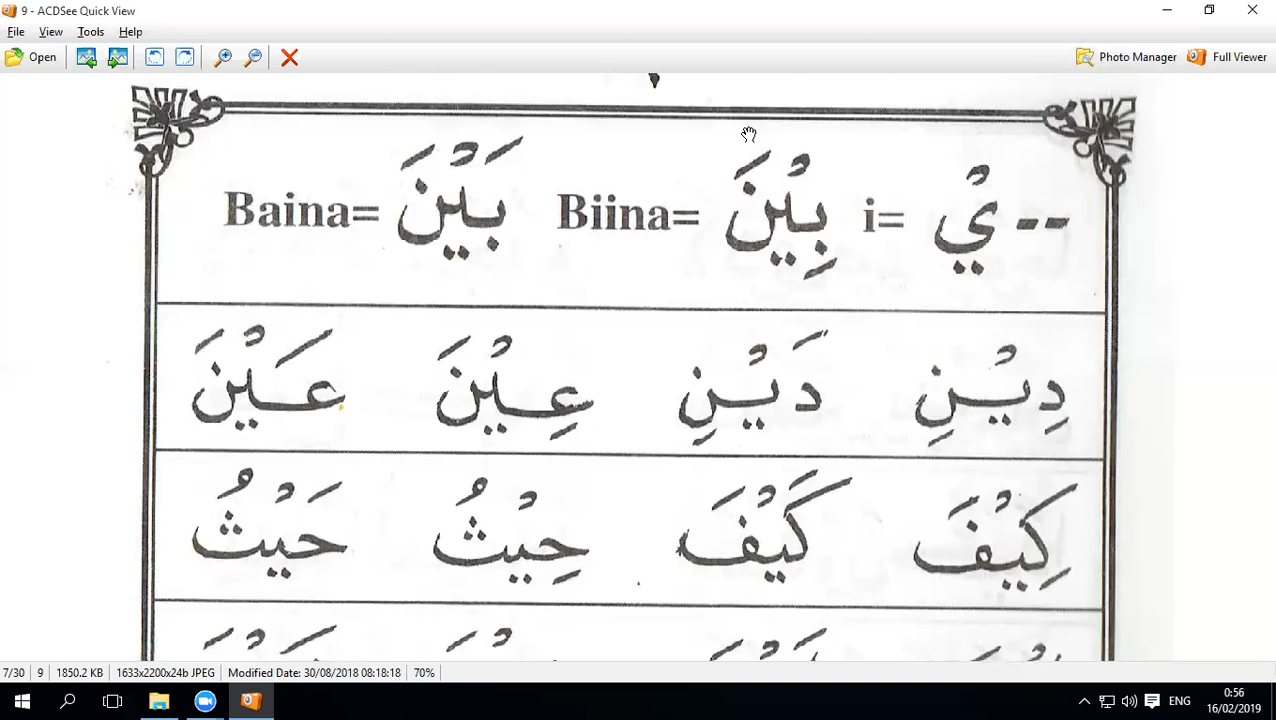 9 - ACDSee Quick View
File View Tools Help
Open Photo Manager Full Viewer
-- يْ =i بِيْنَ =Biina بَيْنَ =Baina
دِيْنِ دَيْنِ عِيْنَ عَيْنَ
كِيْفَ كَيْفَ حِيْثُ حَيْثُ
7/30 9 1850.2 KB 1633x2200x24b JPEG Modified Date: 30/08/2018 08:18:18 70%
ENG 0:56
16/02/2019